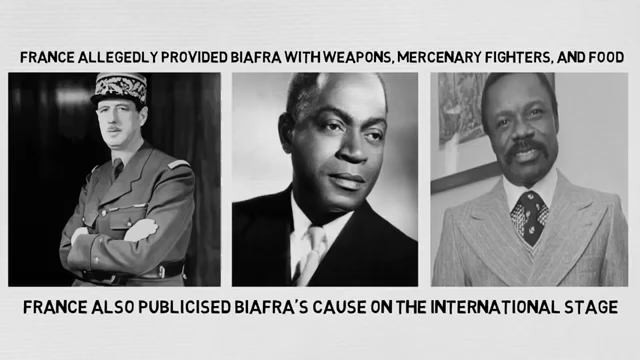 FRANCE ALLEGEDLY PROVIDED BIAFRA WITH WEAPONS, MERCENARY FIGHTERS, AND FOOD
FRANCE ALSO PUBLICISED BIAFRA'S CAUSE ON THE INTERNATIONAL STAGE